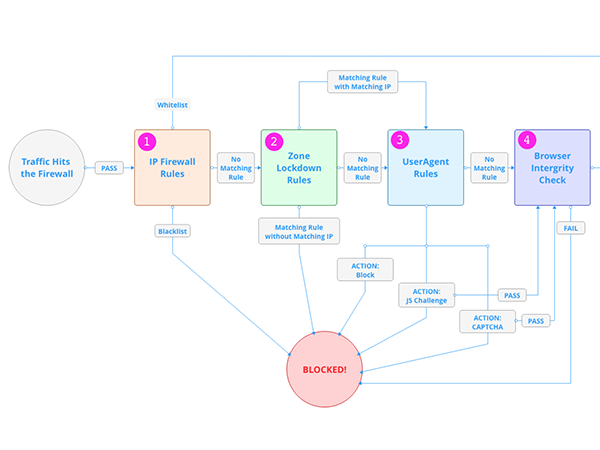 Matching Rule
with Matching IP
Whitelist
1
2
3
4
Traffic Hits
the Firewall
PASS
IP Firewall
Rules
No
Matching
Rule
Zone
Lockdown
Rules
No
Matching
Rule
UserAgent
Rules
No
Matching
Rule
Browser
Intergrity
Check
Blacklist
Matching Rule
without Matching IP
FAIL
ACTION:
Block
ACTION:
JS Challenge
PASS
ACTION:
CAPTCHA
PASS
BLOCKED!